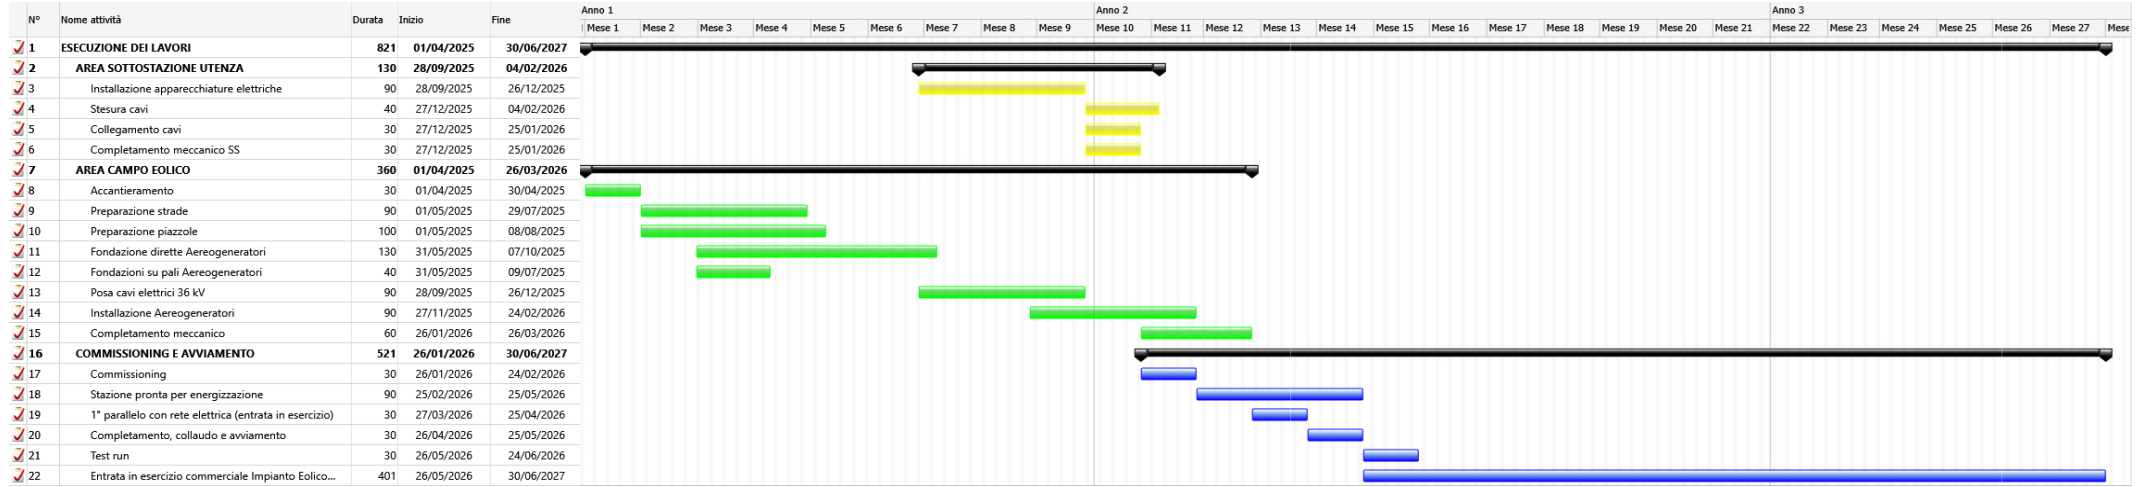 Anno 1 Anno 2 Anno 3
N° Nome attività Durata Inizio Fine Mese 1 Mese 2 Mese 3 Mese 4 Mese 5 Mese 6 Mese 7 Mese 8 Mese 9 Mese 10 Mese 11 Mese 12 Mese 13 Mese 14 Mese 15 Mese 16 Mese 17 Mese 18 Mese 19 Mese 20 Mese 21 Mese 22 Mese 23 Mese 24 Mese 25 Mese 26 Mese 27 Mese
1 ESECUZIONE DEI LAVORI 821 01/04/2025 30/06/2027
2 AREA SOTTOSTAZIONE UTENZA 130 28/09/2025 04/02/2026
3 Installazione apparecchiature elettriche 90 28/09/2025 26/12/2025
4 Stesura cavi 40 27/12/2025 04/02/2026
5 Collegamento cavi 30 27/12/2025 25/01/2026
6 Completamento meccanico SS 30 27/12/2025 25/01/2026
7 AREA CAMPO EOLICO 360 01/04/2025 26/03/2026
8 Accantieramento 30 01/04/2025 30/04/2025
9 Preparazione strade 90 01/05/2025 29/07/2025
10 Preparazione piazzole 100 01/05/2025 08/08/2025
11 Fondazione dirette Aereogeneratori 130 31/05/2025 07/10/2025
12 Fondazioni su pali Aereogeneratori 40 31/05/2025 09/07/2025
13 Posa cavi elettrici 36 kV 90 28/09/2025 26/12/2025
14 Installazione Aereogeneratori 90 27/11/2025 24/02/2026
15 Completamento meccanico 60 26/01/2026 26/03/2026
16 COMMISSIONING E AVVIAMENTO 521 26/01/2026 30/06/2027
17 Commissioning 30 26/01/2026 24/02/2026
18 Stazione pronta per energizzazione 90 25/02/2026 25/05/2026
19 1° parallelo con rete elettrica (entrata in esercizio) 30 27/03/2026 25/04/2026
20 Completamento, collaudo e avviamento 30 26/04/2026 25/05/2026
21 Test run 30 26/05/2026 24/06/2026
22 Entrata in esercizio commerciale Impianto Eolico... 401 26/05/2026 30/06/2027